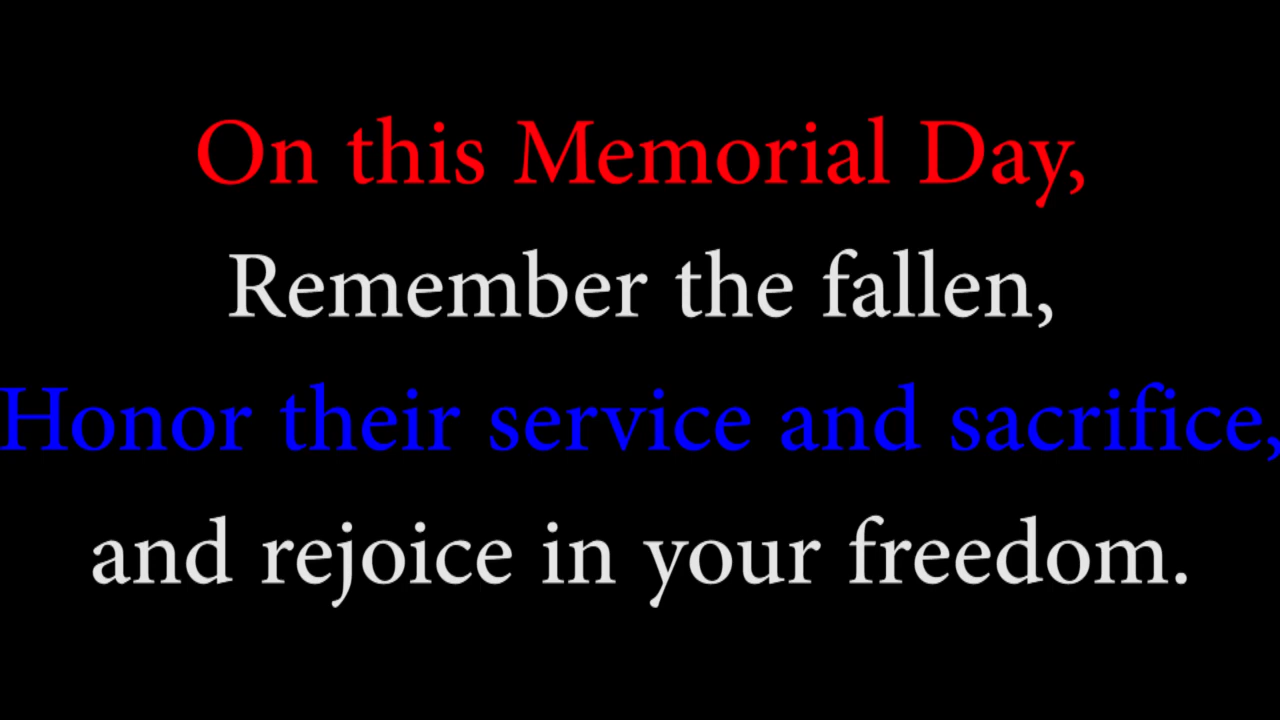 On this Memorial Day,
Remember the fallen,
Honor their service and sacrifice,
and rejoice in your freedom.